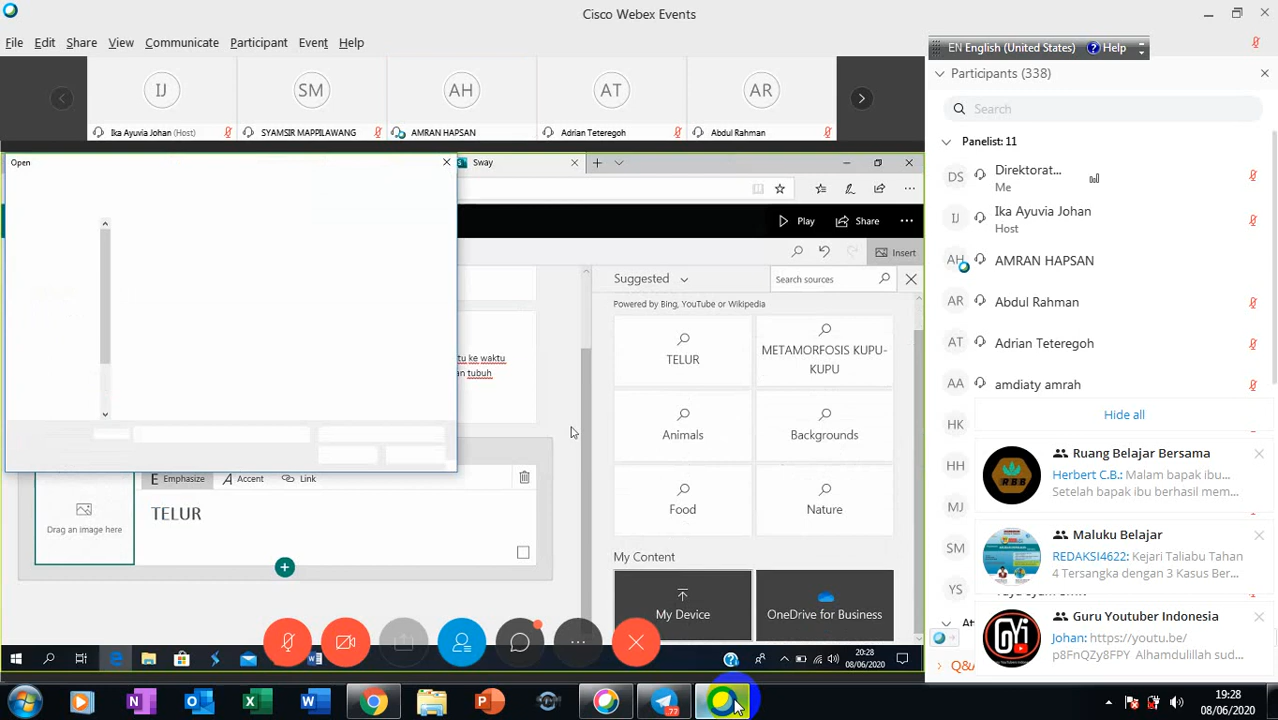 Cisco Webex Events
File Edit Share View Communicate Participant Event Help
EN English (United States) Help
IJ SM AH AT AR
Ika Ayuvia Johan (Host) SYAMSIR MAPPILAWANG AMRAN HAPSAN Adrian Teteregoh Abdul Rahman
Participants (338)
Search
Panelist: 11
DS Direktorat...
Me
IJ Ika Ayuvia Johan
Host
AH AMRAN HAPSAN
AR Abdul Rahman
AT Adrian Teteregoh
AA amdiaty amrah
HK
HH
MJ
SM
YS
Hide all
Ruang Belajar Bersama
Herbert C.B.: Malam bapak ibu...
Setelah bapak ibu berhasil mem...
RBB
Maluku Belajar
REDAKSI4622: Kejari Taliabu Tahan
4 Tersangka dengan 3 Kasus Ber...
Guru Youtuber Indonesia
Johan: https://youtu.be/
p8FnQZy8FPY Alhamdulillah sud...
GYI
Q&A
Open
Sway
Play Share
Insert
Suggested
Search sources
Powered by Bing, YouTube or Wikipedia
TELUR
METAMORFOSIS KUPU-
KUPU
Animals
Backgrounds
Food
Nature
My Content
My Device
OneDrive for Business
tu ke waktu
an tubuh
Emphasize Accent Link
Drag an image here
TELUR
20:28
08/06/2020
77
19:28
08/06/2020